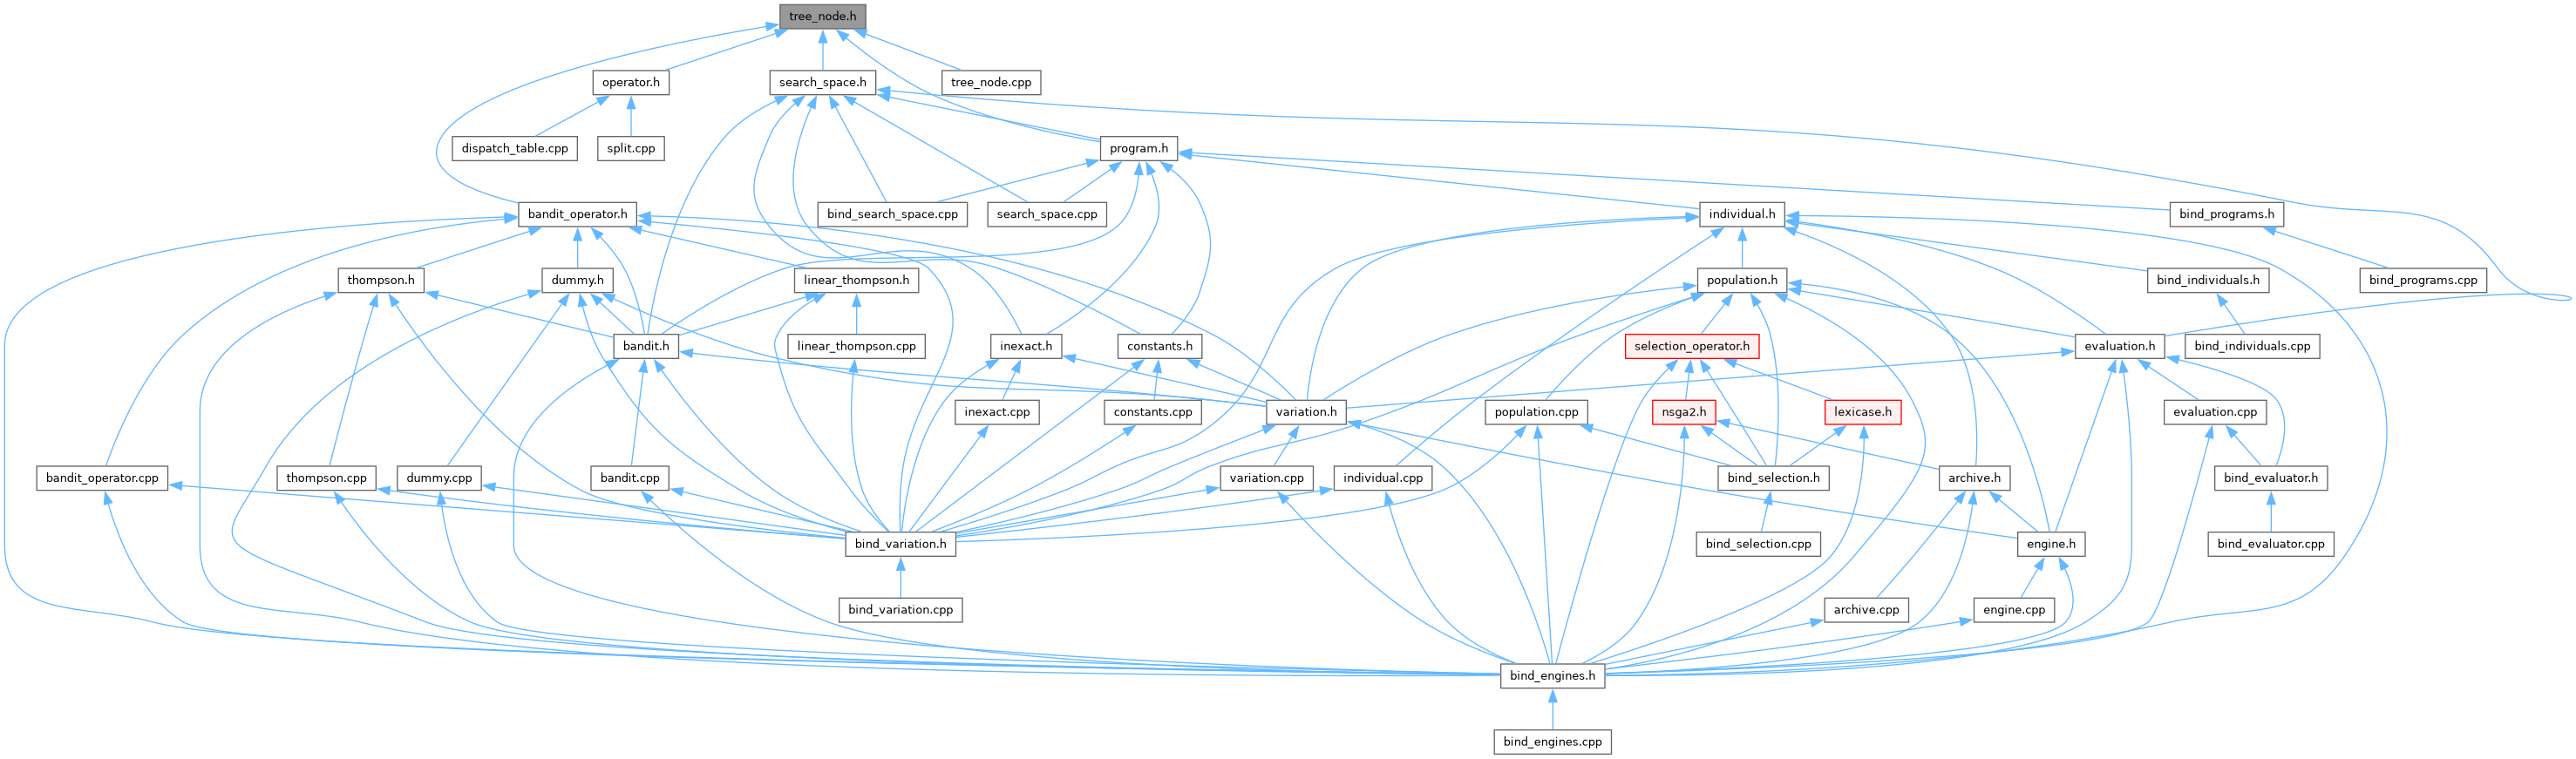 tree_node.h
operator.h
search_space.h
tree_node.cpp
dispatch_table.cpp
split.cpp
program.h
bandit_operator.h
bind_search_space.cpp
search_space.cpp
individual.h
bind_programs.h
thompson.h
dummy.h
linear_thompson.h
population.h
bind_individuals.h
bind_programs.cpp
bandit.h
linear_thompson.cpp
inexact.h
constants.h
selection_operator.h
evaluation.h
bind_individuals.cpp
inexact.cpp
constants.cpp
variation.h
population.cpp
nsga2.h
lexicase.h
evaluation.cpp
bandit_operator.cpp
thompson.cpp
dummy.cpp
bandit.cpp
variation.cpp
individual.cpp
bind_selection.h
archive.h
bind_evaluator.h
bind_variation.h
bind_selection.cpp
engine.h
bind_evaluator.cpp
bind_variation.cpp
archive.cpp
engine.cpp
bind_engines.h
bind_engines.cpp